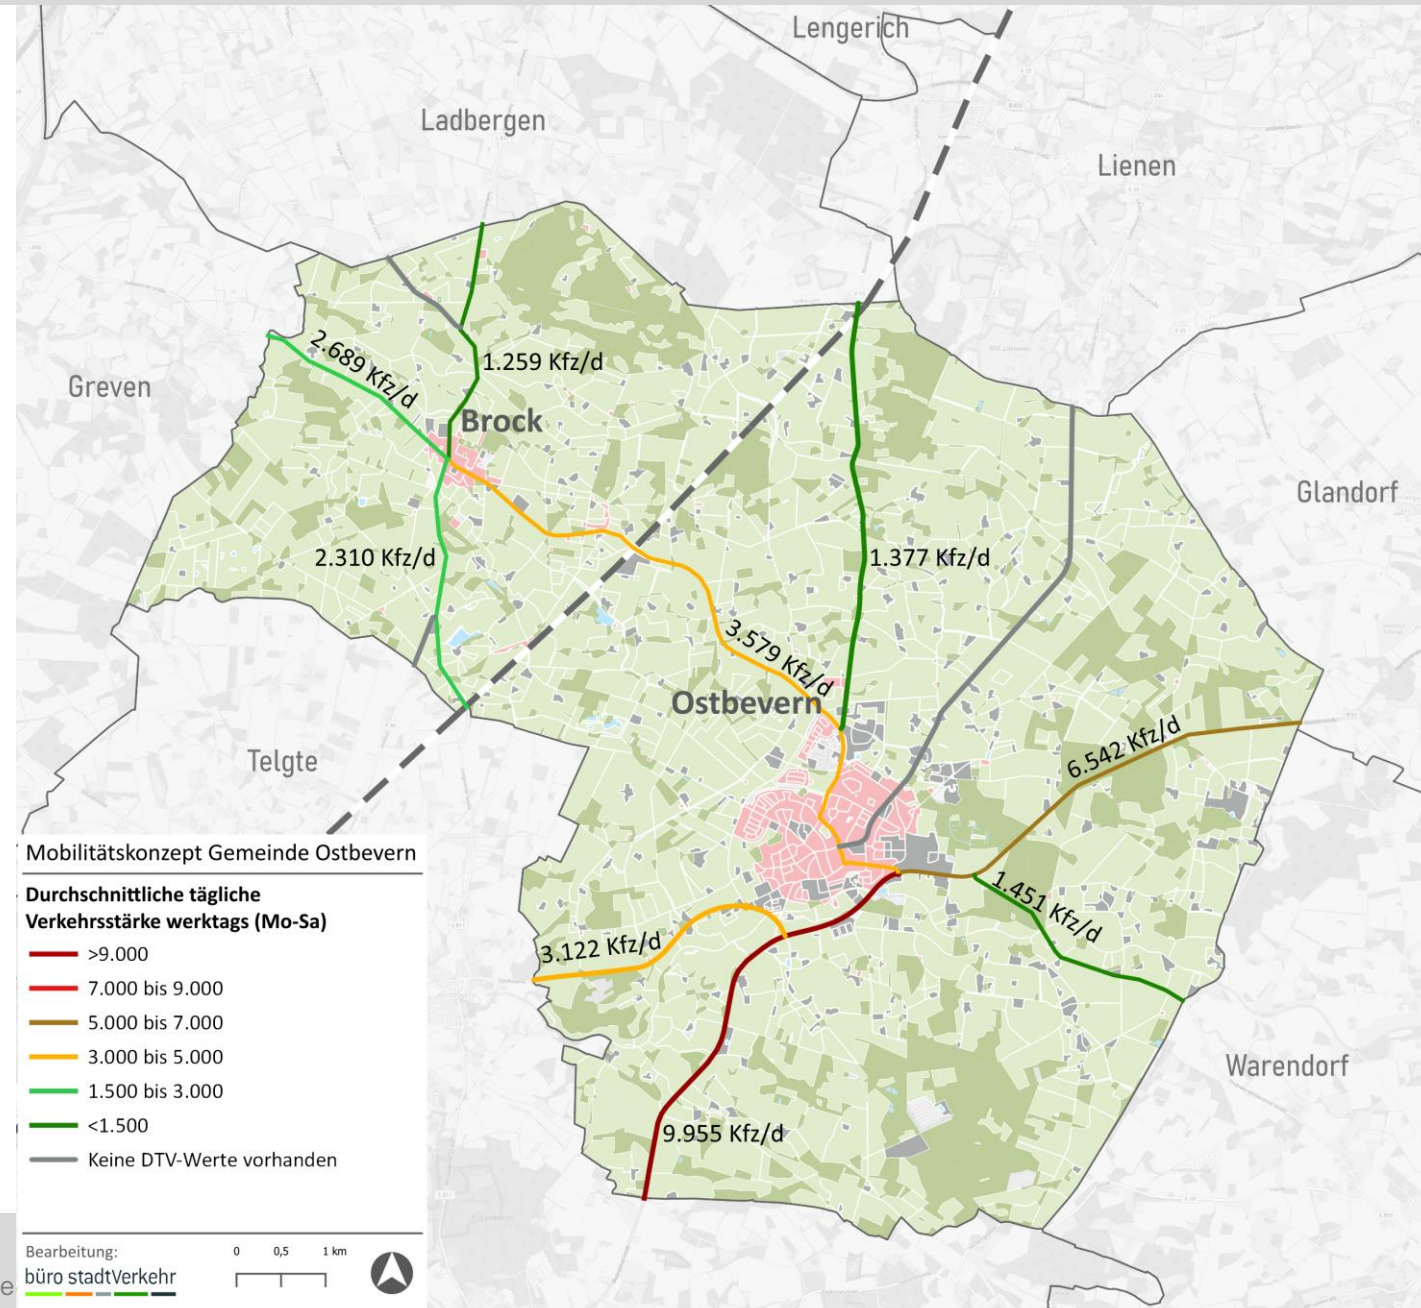 Lengerich
Ladbergen
Lienen
2.689 Kfz/d
1.259 Kfz/d
Greven
Brock
Glandorf
2.310 Kfz/d
1.377 Kfz/d
3.579 Kfz/d
Ostbevern
6.542 Kfz/d
Telgte
1.451 Kfz/d
3.122 Kfz/d
Warendorf
9.955 Kfz/d
Mobilitätskonzept Gemeinde Ostbevern
Durchschnittliche tägliche
Verkehrsstärke werktags (Mo-Sa)
>9.000
7.000 bis 9.000
5.000 bis 7.000
3.000 bis 5.000
1.500 bis 3.000
<1.500
Keine DTV-Werte vorhanden
Bearbeitung:
büro stadtVerkehr
0 0,5 1 km
e